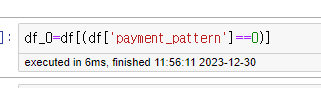 ]: df_0=df[(df['payment_pattern']==0)]
executed in 6ms, finished 11:56:11 2023-12-30